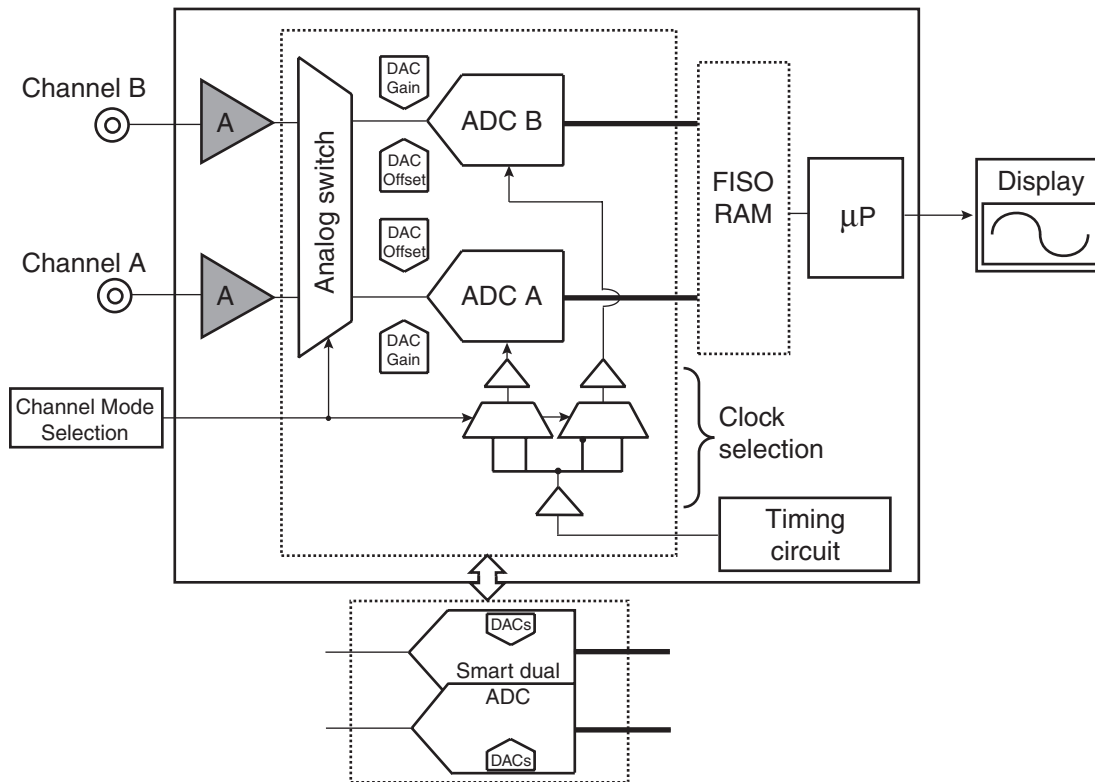 Channel B
A
Analog switch
DAC
Gain
ADC B
DAC
Offset
FISO
RAM
μP
Display
Channel A
A
DAC
Offset
ADC A
DAC
Gain
Channel Mode
Selection
Clock
selection
Timing
circuit
DACs
Smart dual
ADC
DACs